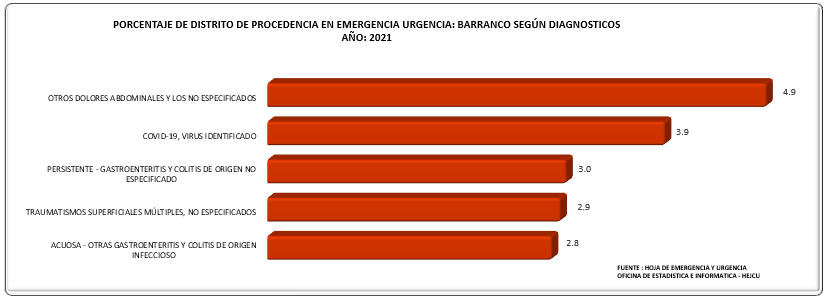 PORCENTAJE DE DISTRITO DE PROCEDENCIA EN EMERGENCIA URGENCIA: BARRANCO SEGÚN DIAGNOSTICOS
AÑO: 2021
OTROS DOLORES ABDOMINALES Y LOS NO ESPECIFICADOS
4.9
COVID-19, VIRUS IDENTIFICADO
3.9
PERSISTENTE - GASTROENTERITIS Y COLITIS DE ORIGEN NO
ESPECIFICADO
3.0
TRAUMATISMOS SUPERFICIALES MÚLTIPLES, NO ESPECIFICADOS
2.9
ACUOSA - OTRAS GASTROENTERITIS Y COLITIS DE ORIGEN
INFECCIOSO
2.8
FUENTE : HOJA DE EMERGENCIA Y URGENCIA
OFICINA DE ESTADISTICA E INFORMATICA - HEJCU